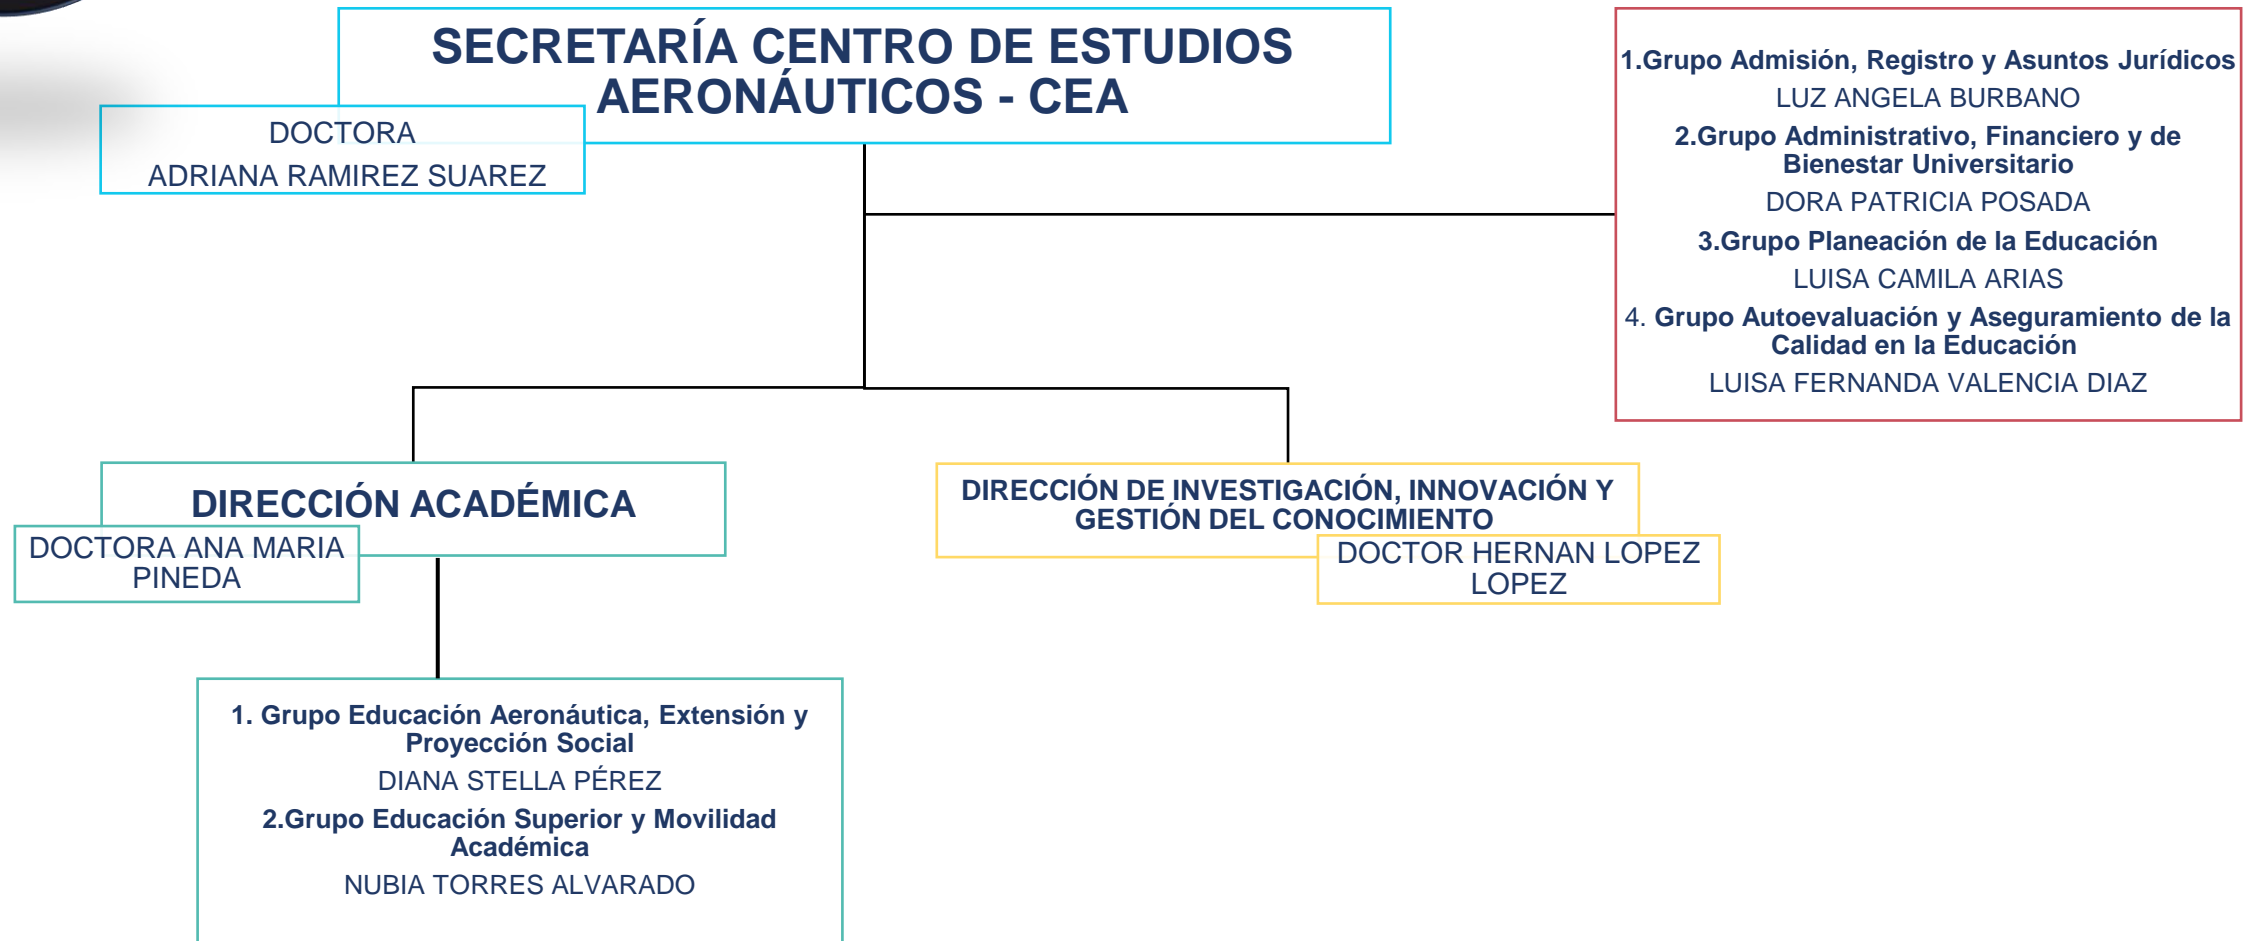 SECRETARÍA CENTRO DE ESTUDIOS
AERONÁUTICOS - CEA
DOCTORA
ADRIANA RAMIREZ SUAREZ
1.Grupo Admisión, Registro y Asuntos Jurídicos
LUZ ANGELA BURBANO
2.Grupo Administrativo, Financiero y de
Bienestar Universitario
DORA PATRICIA POSADA
3.Grupo Planeación de la Educación
LUISA CAMILA ARIAS
4. Grupo Autoevaluación y Aseguramiento de la
Calidad en la Educación
LUISA FERNANDA VALENCIA DIAZ
DIRECCIÓN ACADÉMICA
DOCTORA ANA MARIA
PINEDA
DIRECCIÓN DE INVESTIGACIÓN, INNOVACIÓN Y
GESTIÓN DEL CONOCIMIENTO
DOCTOR HERNAN LOPEZ
LOPEZ
1. Grupo Educación Aeronáutica, Extensión y
Proyección Social
DIANA STELLA PÉREZ
2.Grupo Educación Superior y Movilidad
Académica
NUBIA TORRES ALVARADO